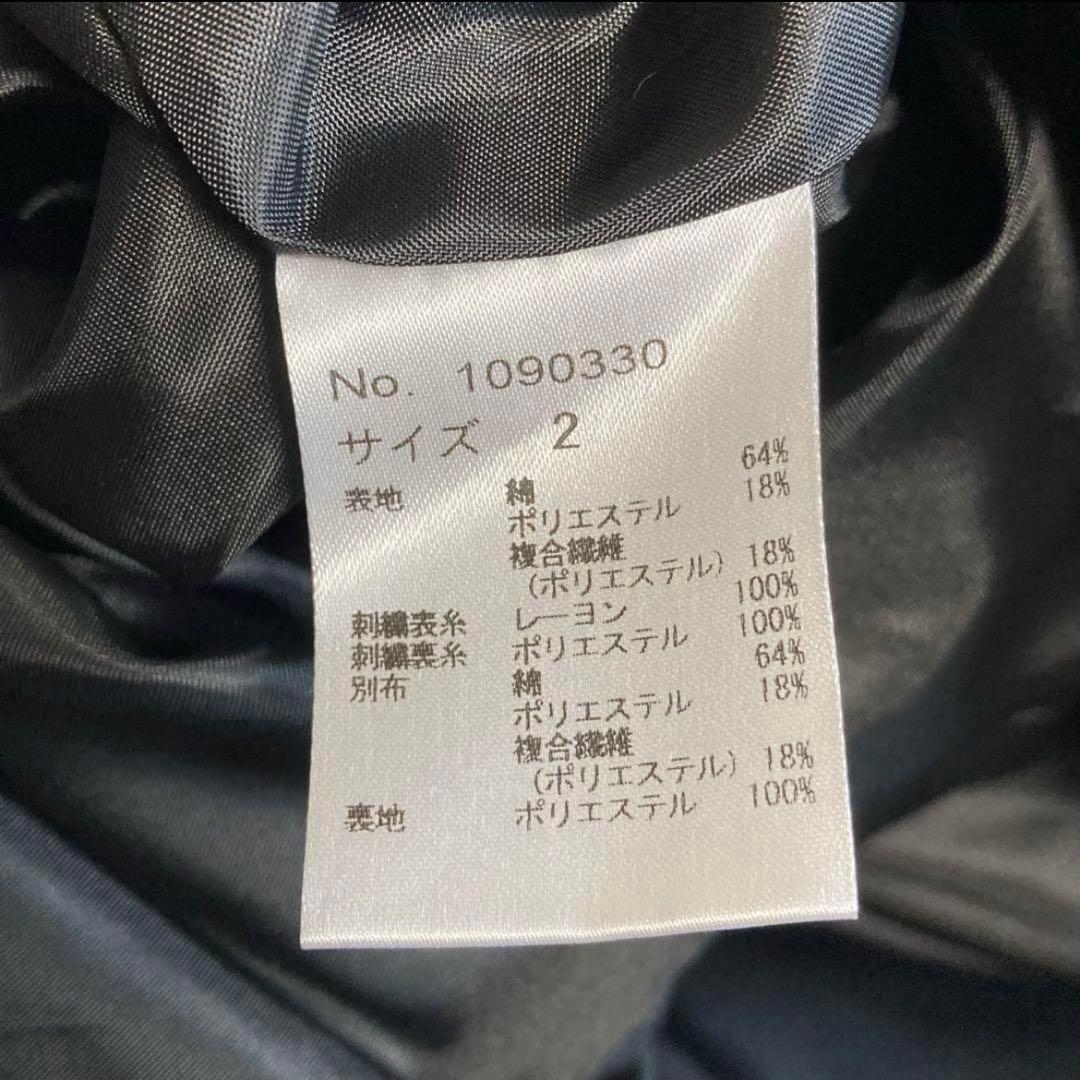 No. 1090330
サイズ 2
表地 綿 64%
ポリエステル 18%
複合繊維
(ポリエステル) 18%
刺繍表糸 レーヨン 100%
刺繍裏糸 ポリエステル 100%
別布 綿 64%
ポリエステル 18%
複合繊維
(ポリエステル) 18%
裏地 ポリエステル 100%